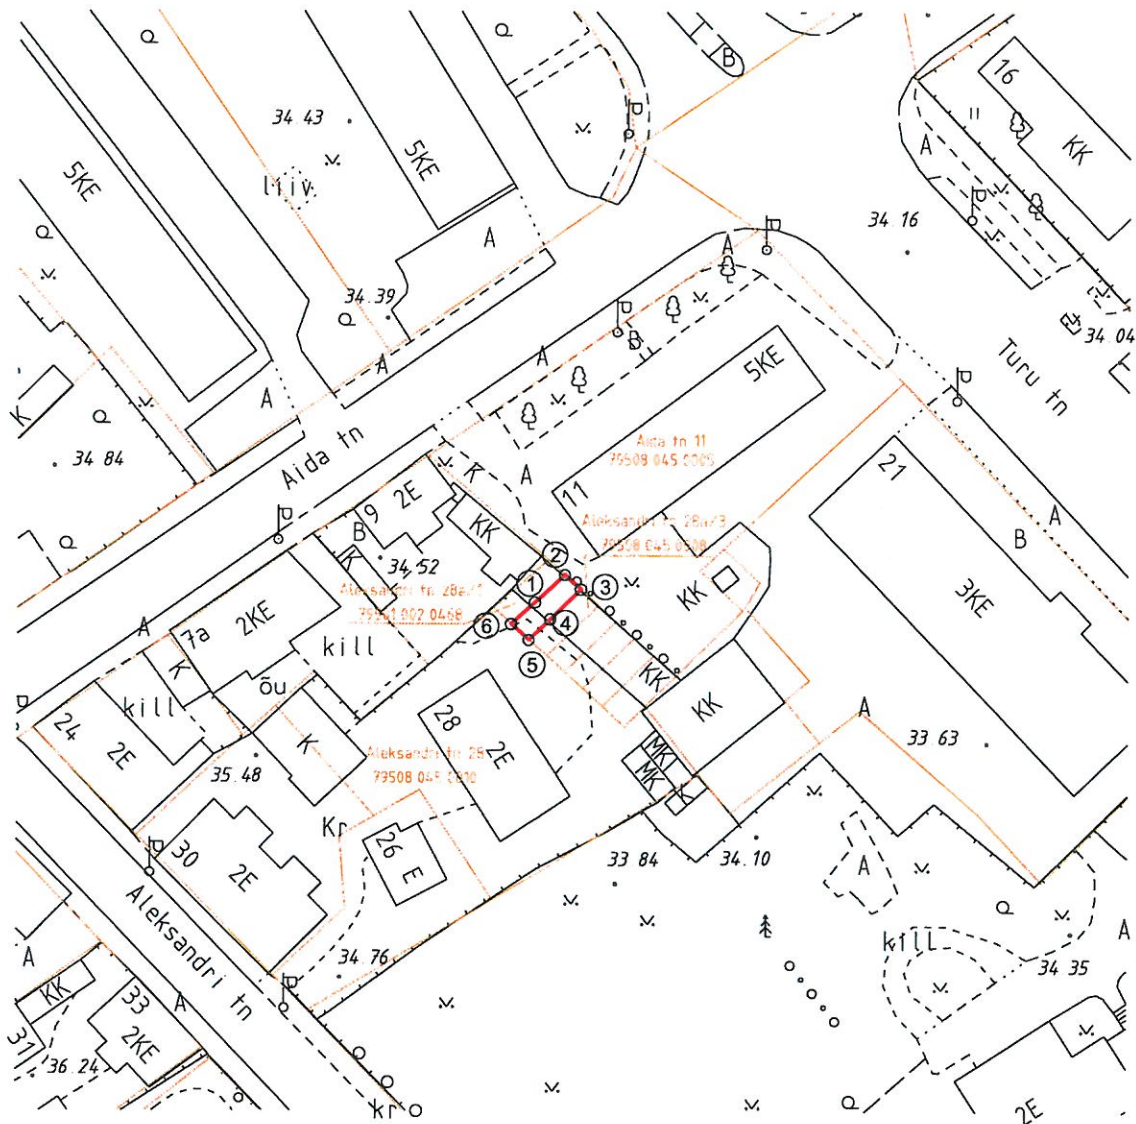 B
16
KK
34.43
5KE
5KE
A
liiv
A
34.16
A
34.39
A
34.04
K
A
A
A
B
5KE
Turu tn
34 84
Aida tn
A
K
Aida tn 11
79508 045 0005
21
9
2E
KK
11
Aleksandri tn 28a/3
79508 045 0508
A
B
B
K
34.52
2
1
3
KK
3KE
Aleksandri tn 28a/1
6
4
5
A
7a
2KE
kill
K
õu
KK
KK
A
kill
24
2E
K
28
2E
33.63
35.48
Aleksandri tn 28
MK
MK
K
Kr
26
E
30
2E
33 84
34.10
A
Aleksandri tn
34 76
kill
A
34 35
A
KK
33
2KE
A
31
36.24
kr
2E